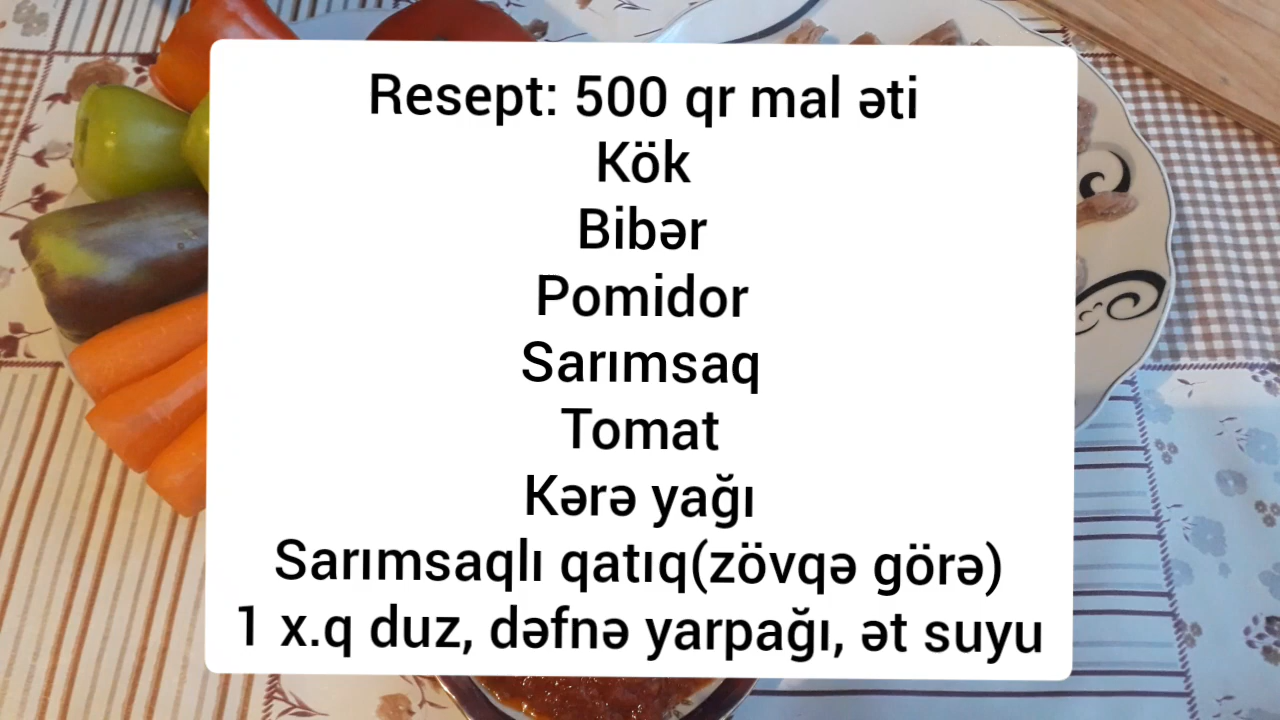 Resept: 500 qr mal əti
Kök
Bibər
Pomidor
Sarımsaq
Tomat
Kərə yağı
Sarımsaqlı qatıq(zövqə görə)
1 x.q duz, dəfnə yarpağı, ət suyu